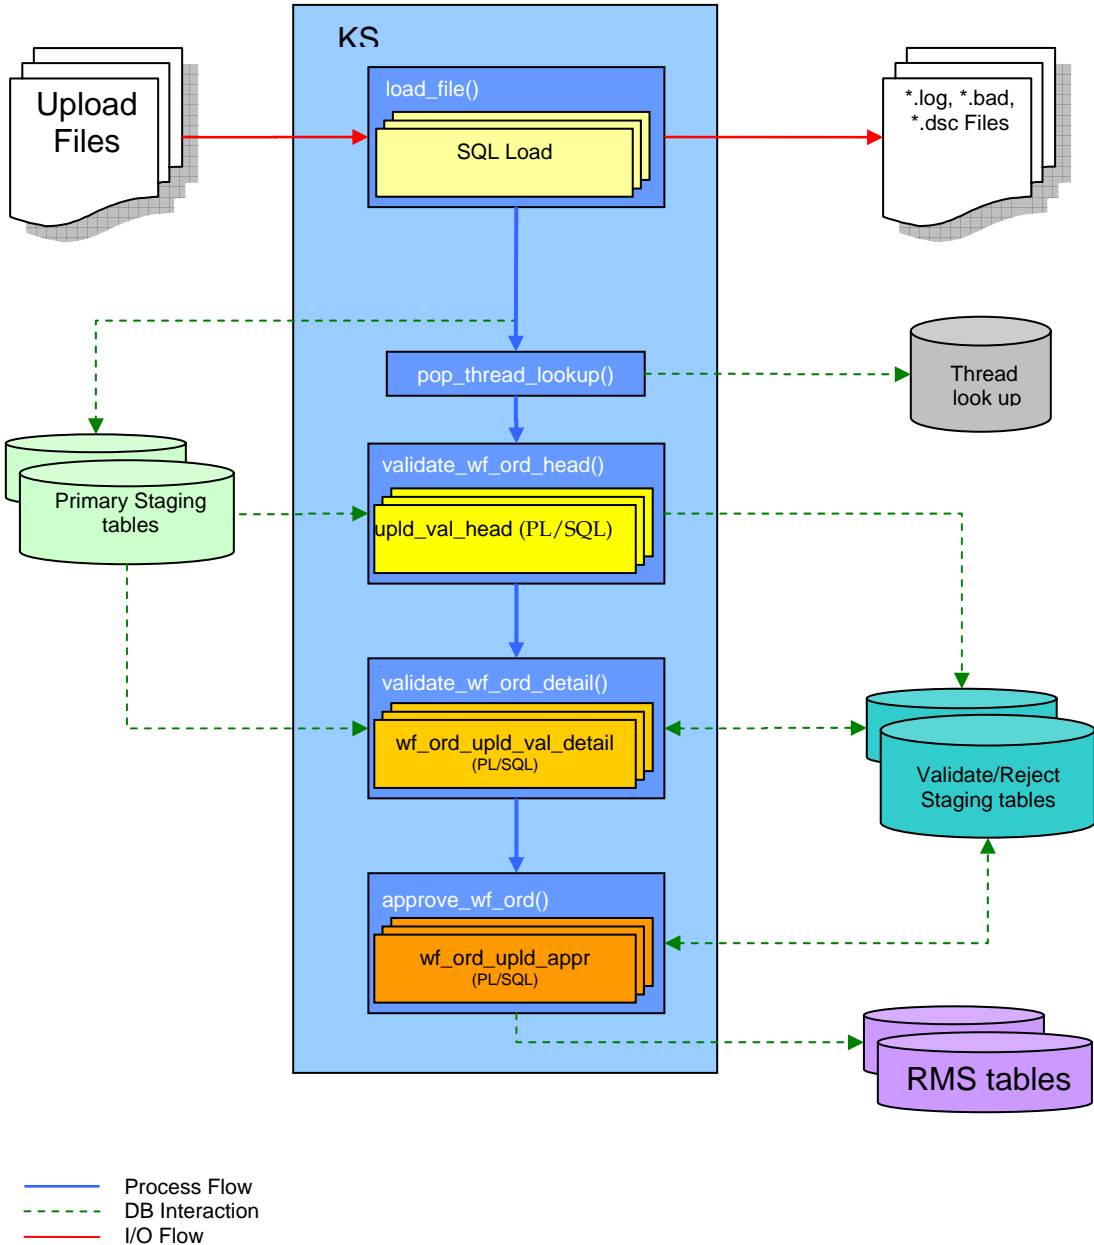 KS
load_file()
Upload
Files
SQL Load
*.log, *.bad,
*.dsc Files
pop_thread_lookup()
Thread
look up
validate_wf_ord_head()
Primary Staging
tables
upld_val_head (PL/SQL)
validate_wf_ord_detail()
wf_ord_upld_val_detail
(PL/SQL)
Validate/Reject
Staging tables
approve_wf_ord()
wf_ord_upld_appr
(PL/SQL)
RMS tables
Process Flow
DB Interaction
I/O Flow